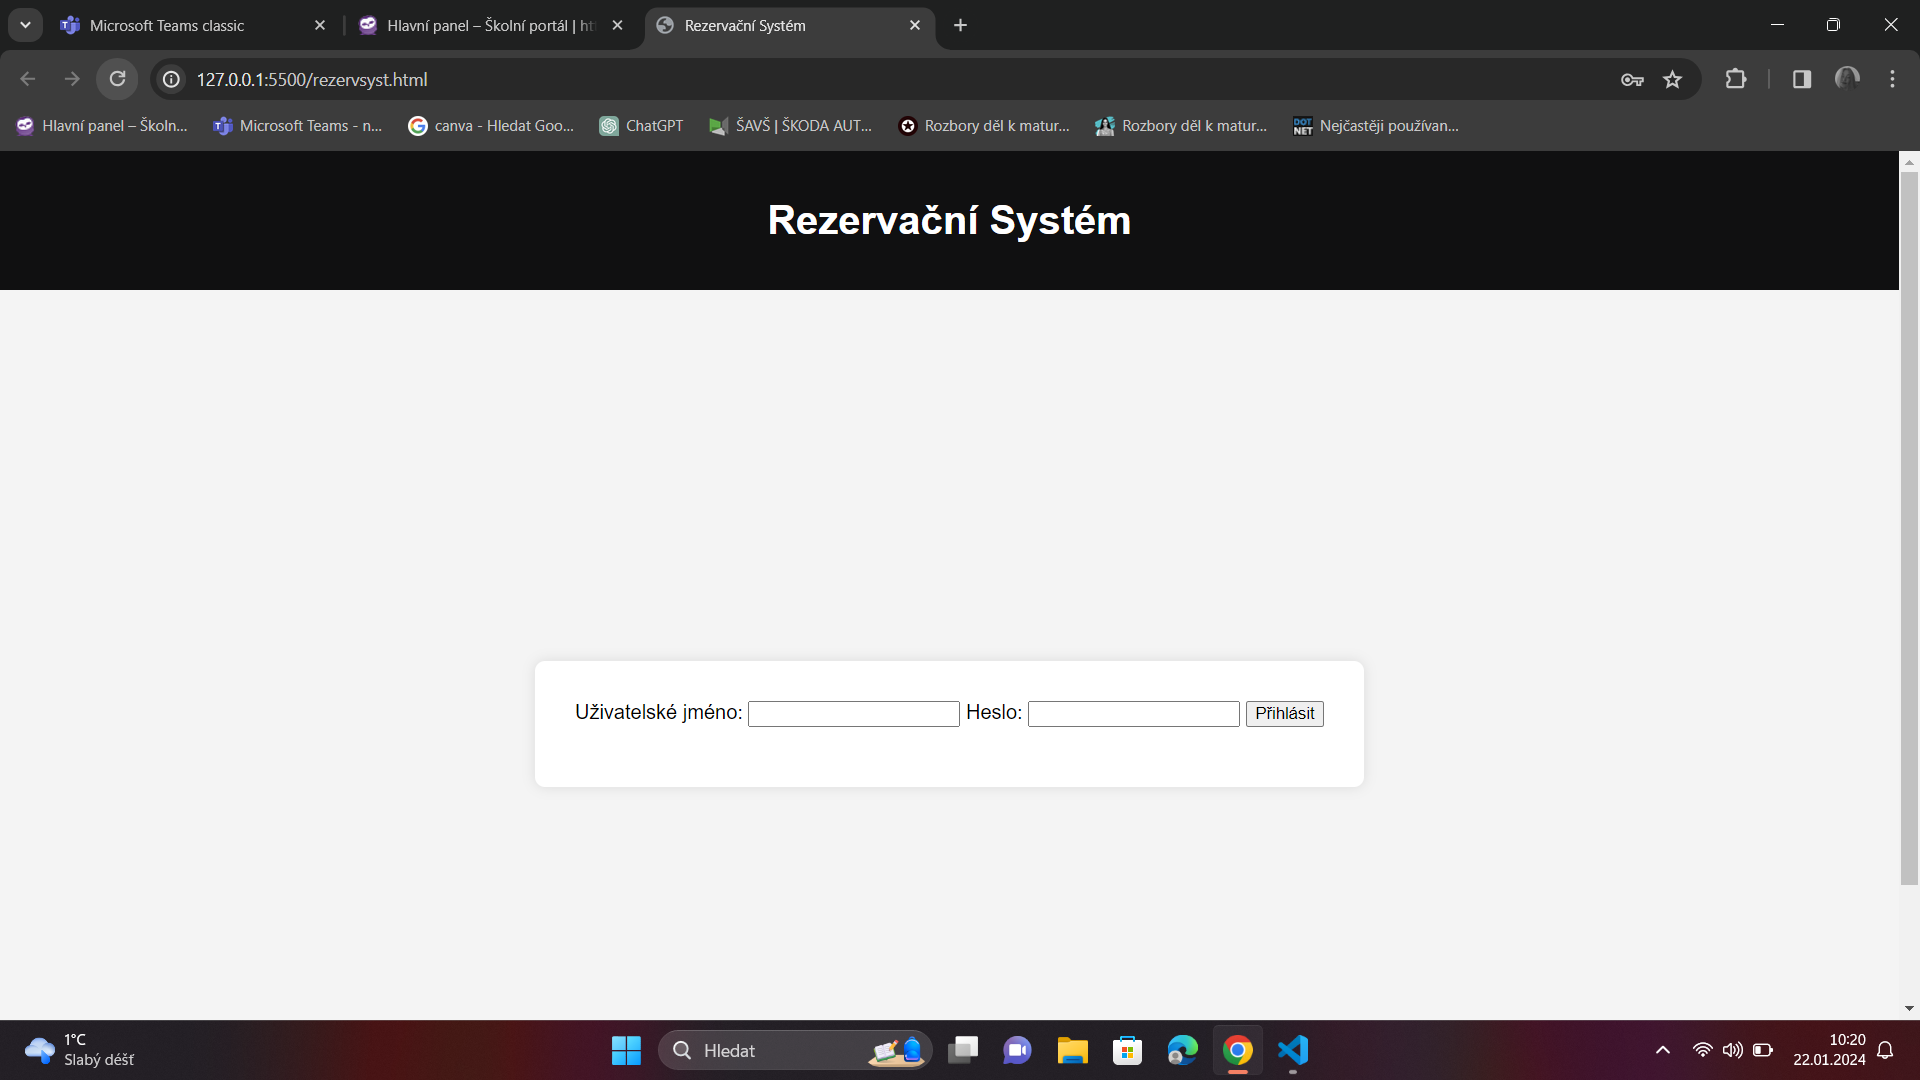 Microsoft Teams classic
Hlavní panel – Školní portál | ht
Rezervační Systém
127.0.0.1:5500/rezervsyst.html
Hlavní panel – Školn...
Microsoft Teams - n...
canva - Hledat Goo...
ChatGPT
ŠAVŠ | ŠKODA AUT...
Rozbory děl k matur...
Rozbory děl k matur...
DOT NET
Nejčastěji používan...
Rezervační Systém
Uživatelské jméno:
Heslo:
Přihlásit
1°C
Slabý déšť
Hledat
10:20
22.01.2024